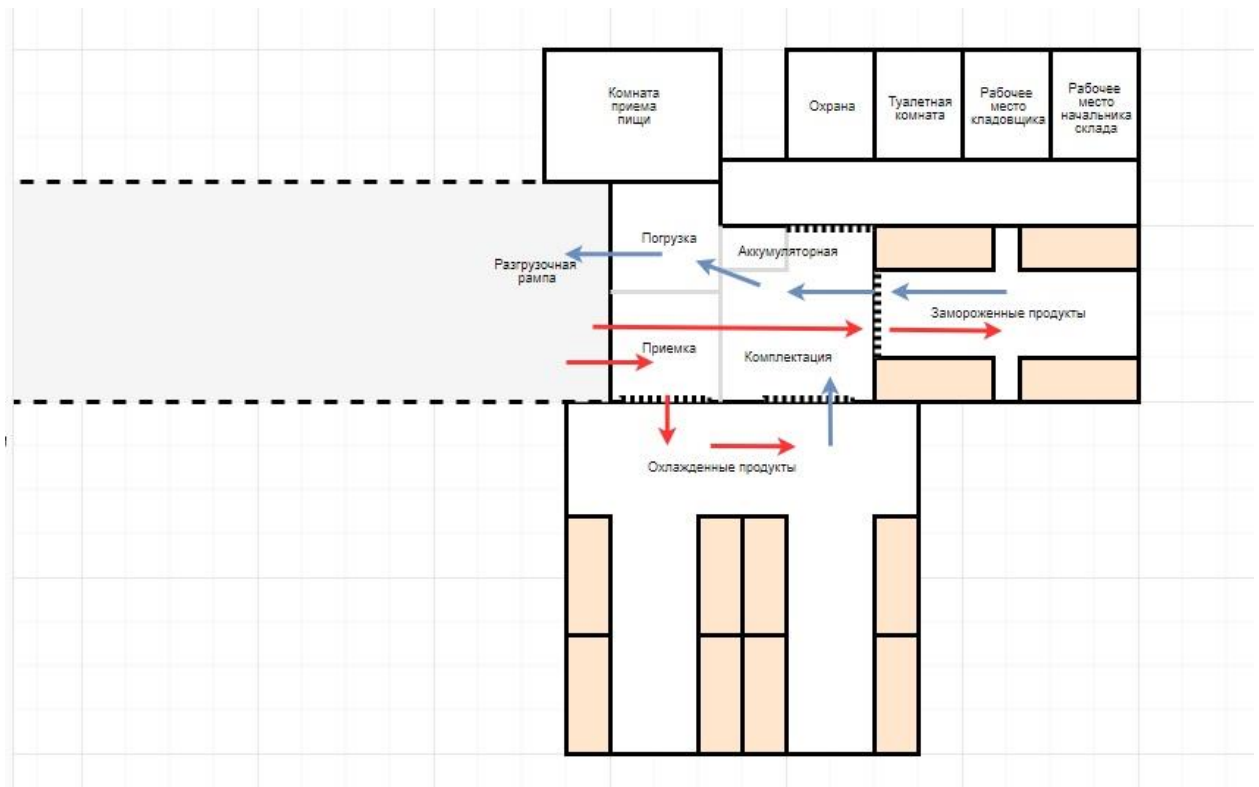 Комната
приема
пищи
Охрана
Туалетная
комната
Рабочее
место
кладовщика
Рабочее
место
начальника
склада
Погрузка
Аккумуляторная
Разгрузочная
рампа
Замороженные продукты
Приемка
Комплектация
Охлажденные продукты